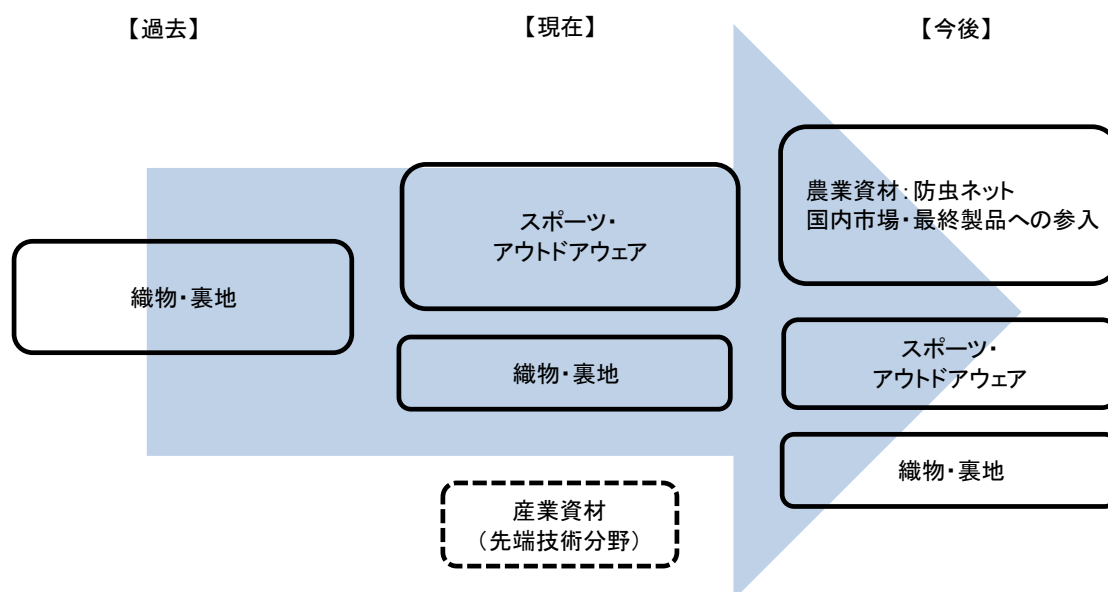 【過去】
【現在】
【今後】
織物・裏地
スポーツ・
アウトドアウェア
織物・裏地
産業資材
（先端技術分野）
農業資材：防虫ネット
国内市場・最終製品への参入
スポーツ・
アウトドアウェア
織物・裏地